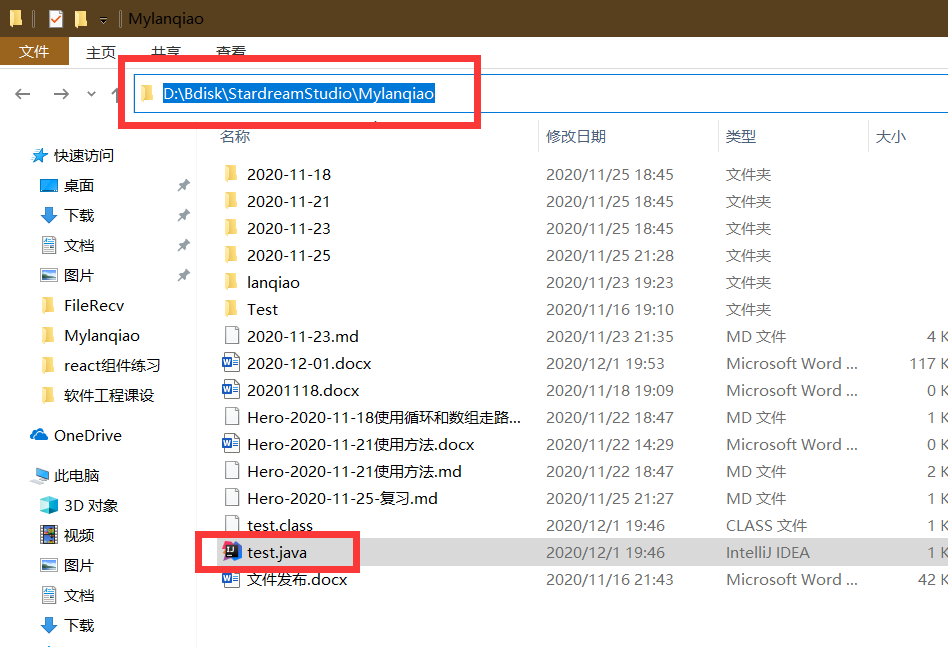 Mylanqiao
文件 主页 共享 查看
D:\Bdisk\StardreamStudio\Mylanqiao
名称 修改日期 类型 大小
快速访问
桌面
下载
文档
图片
FileRecv
Mylanqiao
react组件练习
软件工程课设
OneDrive
此电脑
3D 对象
视频
图片
文档
下载
2020-11-18 2020/11/25 18:45 文件夹
2020-11-21 2020/11/25 18:45 文件夹
2020-11-23 2020/11/25 18:45 文件夹
2020-11-25 2020/11/25 21:28 文件夹
lanqiao 2020/11/23 19:23 文件夹
Test 2020/11/16 19:10 文件夹
2020-11-23.md 2020/11/23 21:35 MD 文件 4 K
2020-12-01.docx 2020/12/1 19:53 Microsoft Word ... 117 K
20201118.docx 2020/11/18 19:09 Microsoft Word ... 0 K
Hero-2020-11-18使用循环和数组走路... 2020/11/22 18:47 MD 文件 1 K
Hero-2020-11-21使用方法.docx 2020/11/22 14:29 Microsoft Word ... 0 K
Hero-2020-11-21使用方法.md 2020/11/22 18:47 MD 文件 2 K
Hero-2020-11-25-复习.md 2020/11/25 21:27 MD 文件 1 K
test.class 2020/12/1 19:46 CLASS 文件 1 K
test.java 2020/12/1 19:46 IntelliJ IDEA 1 K
文件发布.docx 2020/11/16 21:43 Microsoft Word ... 42 K